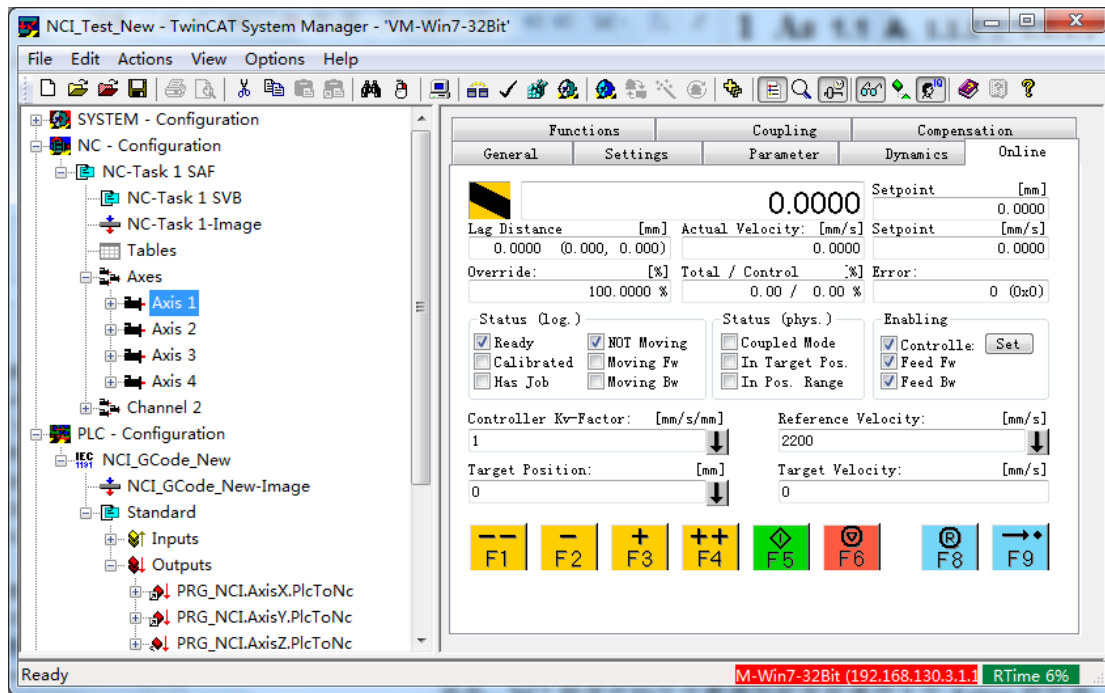 NCI_Test_New - TwinCAT System Manager - 'VM-Win7-32Bit'
File Edit Actions View Options Help
SYSTEM - Configuration
NC - Configuration
NC-Task 1 SAF
NC-Task 1 SVB
NC-Task 1-Image
Tables
Axes
Axis 1
Axis 2
Axis 3
Axis 4
Channel 2
PLC - Configuration
IEC 1131 NCI_GCode_New
NCI_GCode_New-Image
Standard
Inputs
Outputs
PRG_NCI.AxisX.PlcToNc
PRG_NCI.AxisY.PlcToNc
PRG_NCI.AxisZ.PlcToNc
Functions Coupling Compensation
General Settings Parameter Dynamics Online
0.0000
Setpoint [mm]
0.0000
Lag Distance [mm] Actual Velocity: [mm/s] Setpoint [mm/s]
0.0000 (0.000, 0.000) 0.0000 0.0000
Override: [%] Total / Control [%] Error:
100.0000 % 0.00 / 0.00 % 0 (0x0)
Status (log.) Status (phys.) Enabling
Ready NOT Moving Coupled Mode Controlle: Set
Calibrated Moving Fw In Target Pos. Feed Fw
Has Job Moving Bw In Pos. Range Feed Bw
Controller Kv-Factor: [mm/s/mm] Reference Velocity: [mm/s]
1 2200
Target Position: [mm] Target Velocity: [mm/s]
0 0
-- - + ++ R
F1 F2 F3 F4 F5 F6 F8 F9
Ready M-Win7-32Bit (192.168.130.3.1.1 RTime 6%